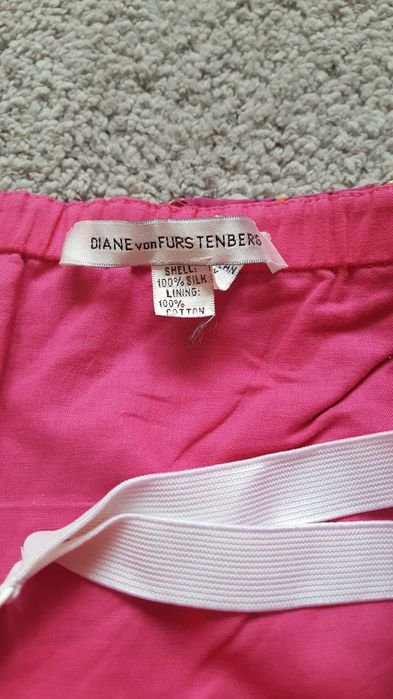 DIANE von FURSTENBERG
SHELL:
100% SILK
LINING:
100%
COTTON